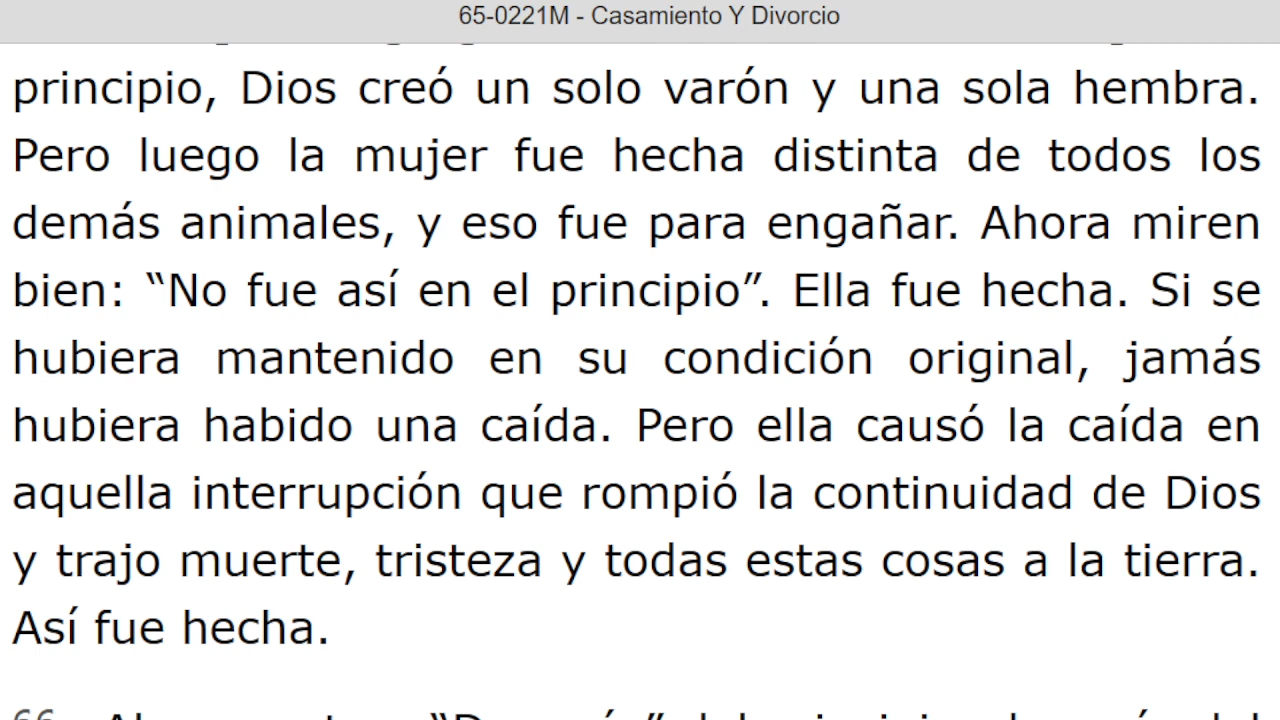 65-0221M - Casamiento Y Divorcio
principio, Dios creó un solo varón y una sola hembra.
Pero luego la mujer fue hecha distinta de todos los
demás animales, y eso fue para engañar. Ahora miren
bien: “No fue así en el principio”. Ella fue hecha. Si se
hubiera mantenido en su condición original, jamás
hubiera habido una caída. Pero ella causó la caída en
aquella interrupción que rompió la continuidad de Dios
y trajo muerte, tristeza y todas estas cosas a la tierra.
Así fue hecha.